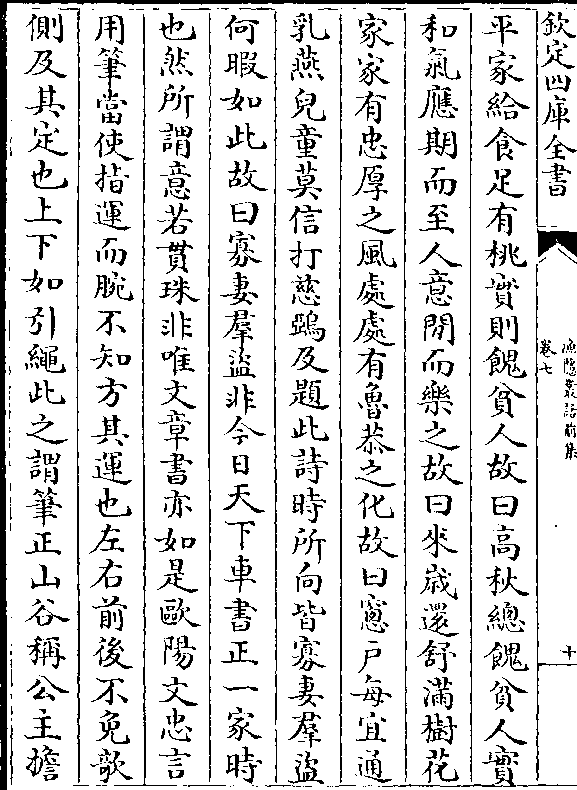 欽定四庫全書
漁隱叢話前集
卷七
十
平家給食足有桃實則餽貧人故曰高秋總餽貧人實
和氣應期而至人意閒而樂之故曰來歲還舒滿樹花
家家有忠厚之風處處有魯恭之化故曰窻户每宜通
乳燕兒童莫信打慈鵶及題此詩時所向皆寡妻羣盜
何暇如此故曰寡妻羣盜非今日天下車書正一家時
也然所謂意若貫珠非唯文章書亦如是歐陽文忠言
用筆當使指運而腕不知方其運也左右前後不免欹
側及其定也上下如引繩此之謂筆正山谷稱公主擔